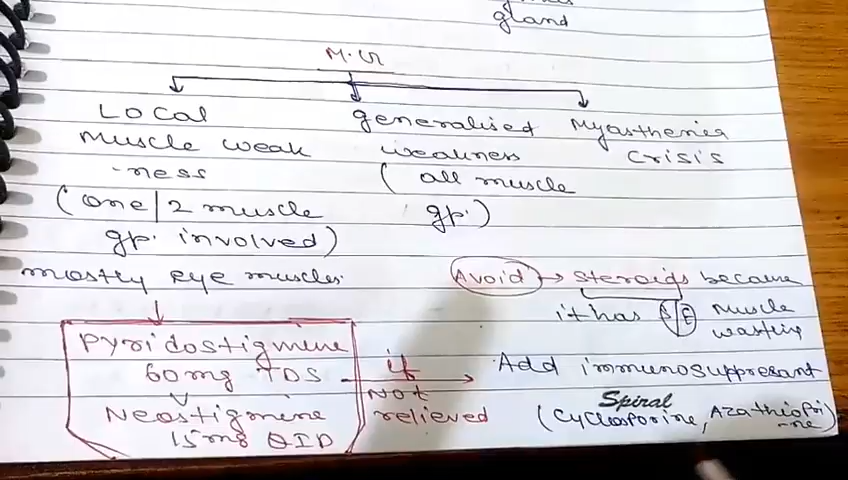 gland
M.G
Local
muscle weak
-ness
(one/2 muscle
gp. involved)
mostly eye muscles.
generalised
weakness
(all muscle
gp.)
Myasthenia
crisis
Pyridostigmine
60mg TDS
Neostigmine
15mg QID
if
Not
relieved
Avoid → steroids because
it has S/E Muscle
wasting
Add immunosuppresant
Spiral
(Cyclosporine, Azathiopri
-ne)